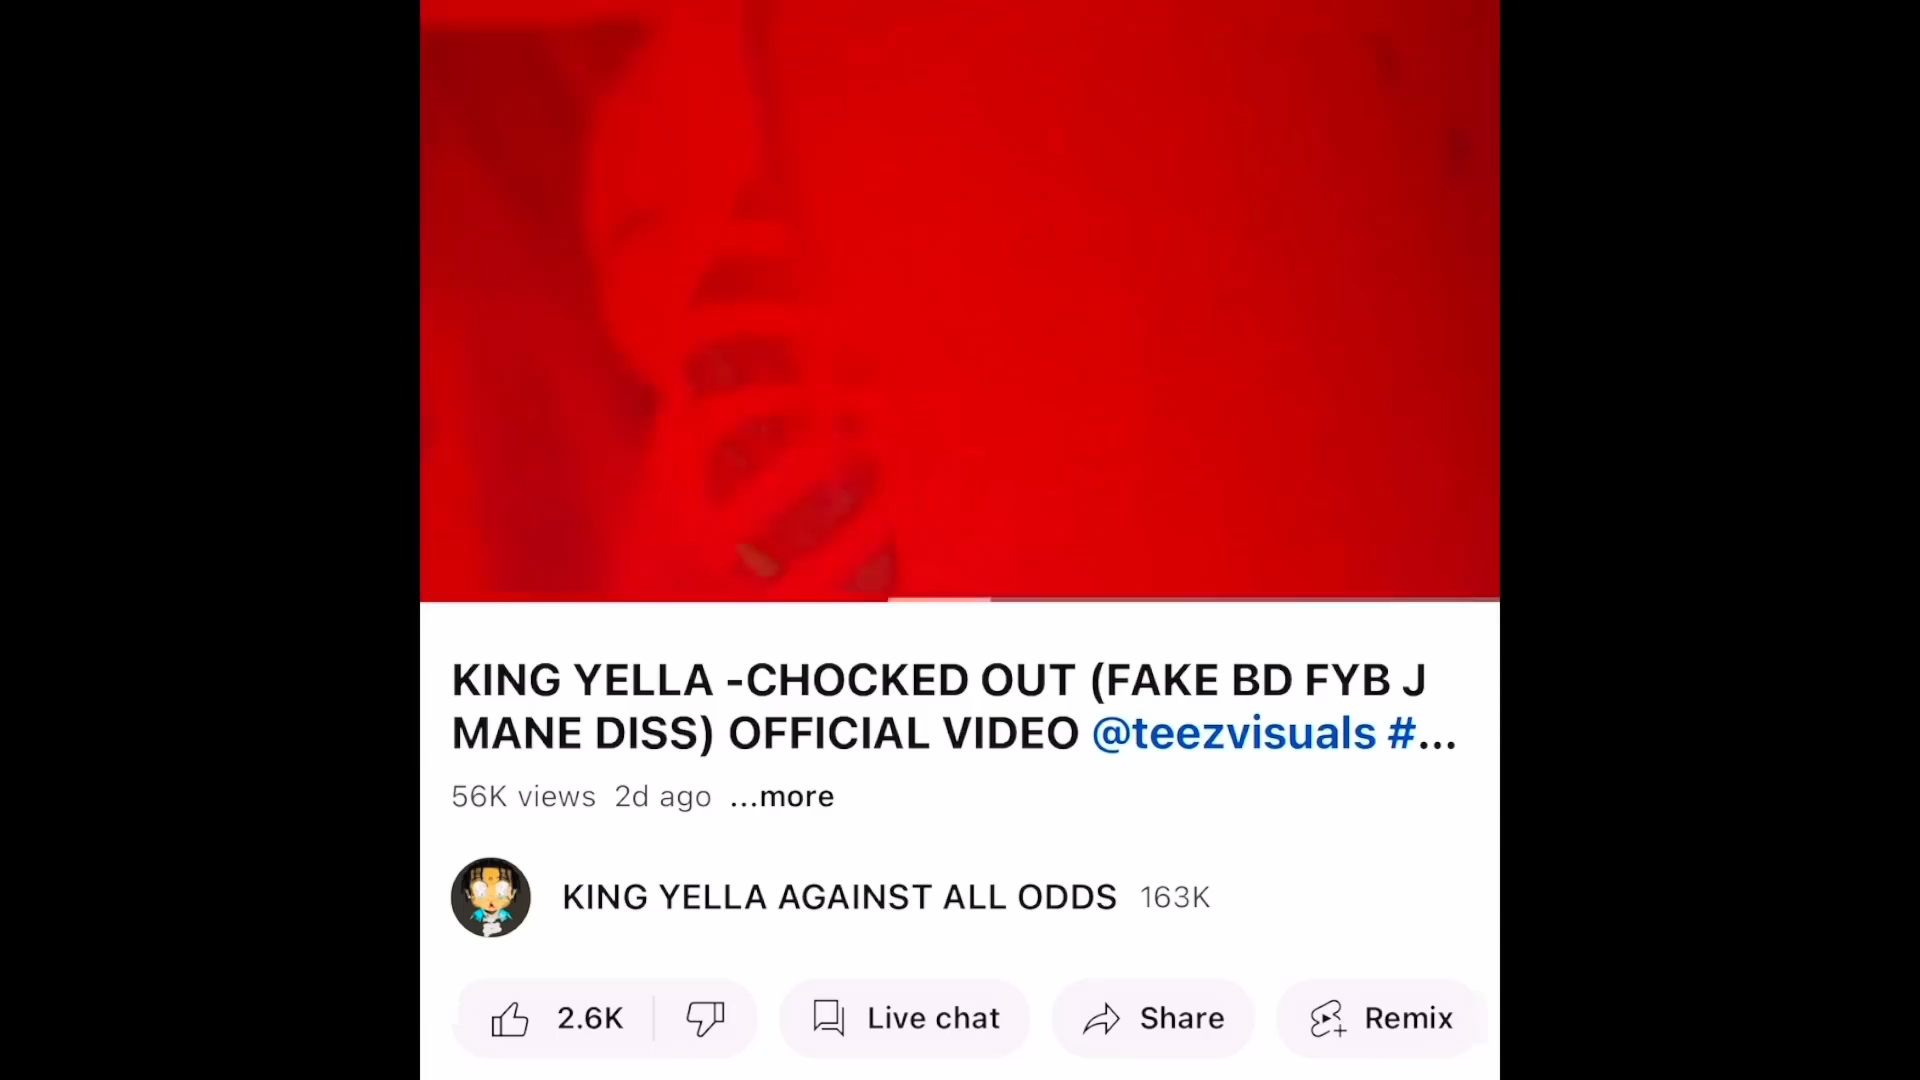 KING YELLA -CHOCKED OUT (FAKE BD FYB J
MANE DISS) OFFICIAL VIDEO @teezvisuals #...
56K views 2d ago ...more
KING YELLA AGAINST ALL ODDS 163K
2.6K Live chat Share Remix